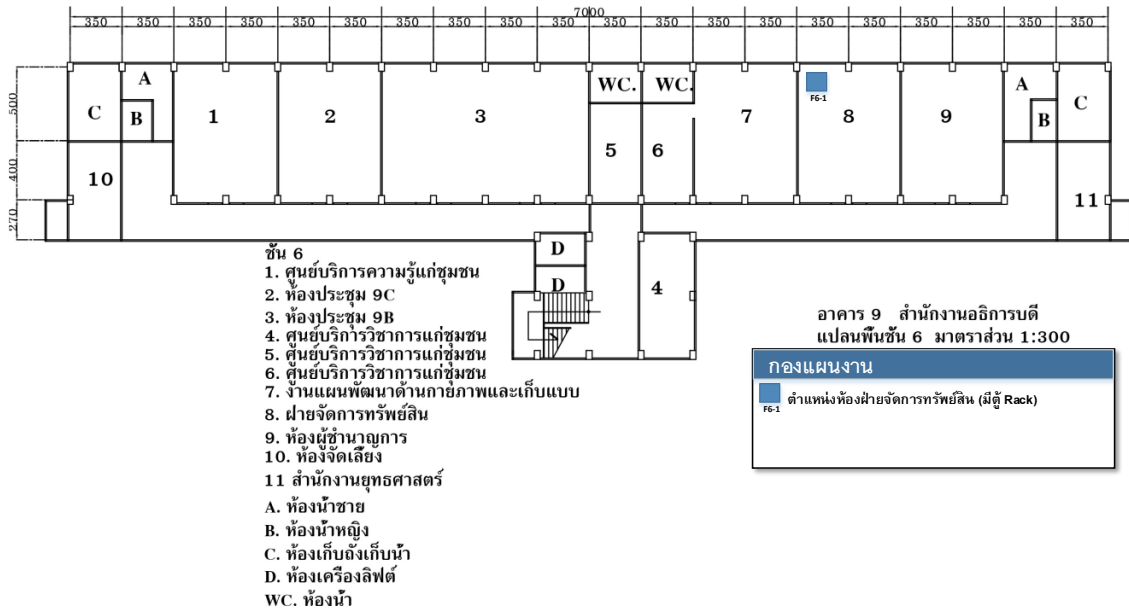 7000
350 350 350 350 350 350 350 350 350 350 350 350 350 350 350 350 350 350 350 350
500
400
270
A
B
C
1
2
3
WC.
WC.
5
6
7
F6-1
8
9
A
B
C
10
11
D
D
4
ชั้น 6
1. ศูนย์บริการความรู้แก่ชุมชน
2. ห้องประชุม 9C
3. ห้องประชุม 9B
4. ศูนย์บริการวิชาการแก่ชุมชน
5. ศูนย์บริการวิชาการแก่ชุมชน
6. ศูนย์บริการวิชาการแก่ชุมชน
7. งานแผนพัฒนาด้านกายภาพและเก็บแบบ
8. ฝ่ายจัดการทรัพย์สิน
9. ห้องผู้ชำนาญการ
10. ห้องจัดเลี้ยง
11 สำนักงานยุทธศาสตร์
A. ห้องน้ำชาย
B. ห้องน้ำหญิง
C. ห้องเก็บถังเก็บน้ำ
D. ห้องเครื่องลิฟต์
WC. ห้องน้ำ
อาคาร 9 สำนักงานอธิการบดี
แปลนพื้นชั้น 6 มาตราส่วน 1:300
กองแผนงาน
F6-1 ตำแหน่งห้องฝ่ายจัดการทรัพย์สิน (มีตู้ Rack)